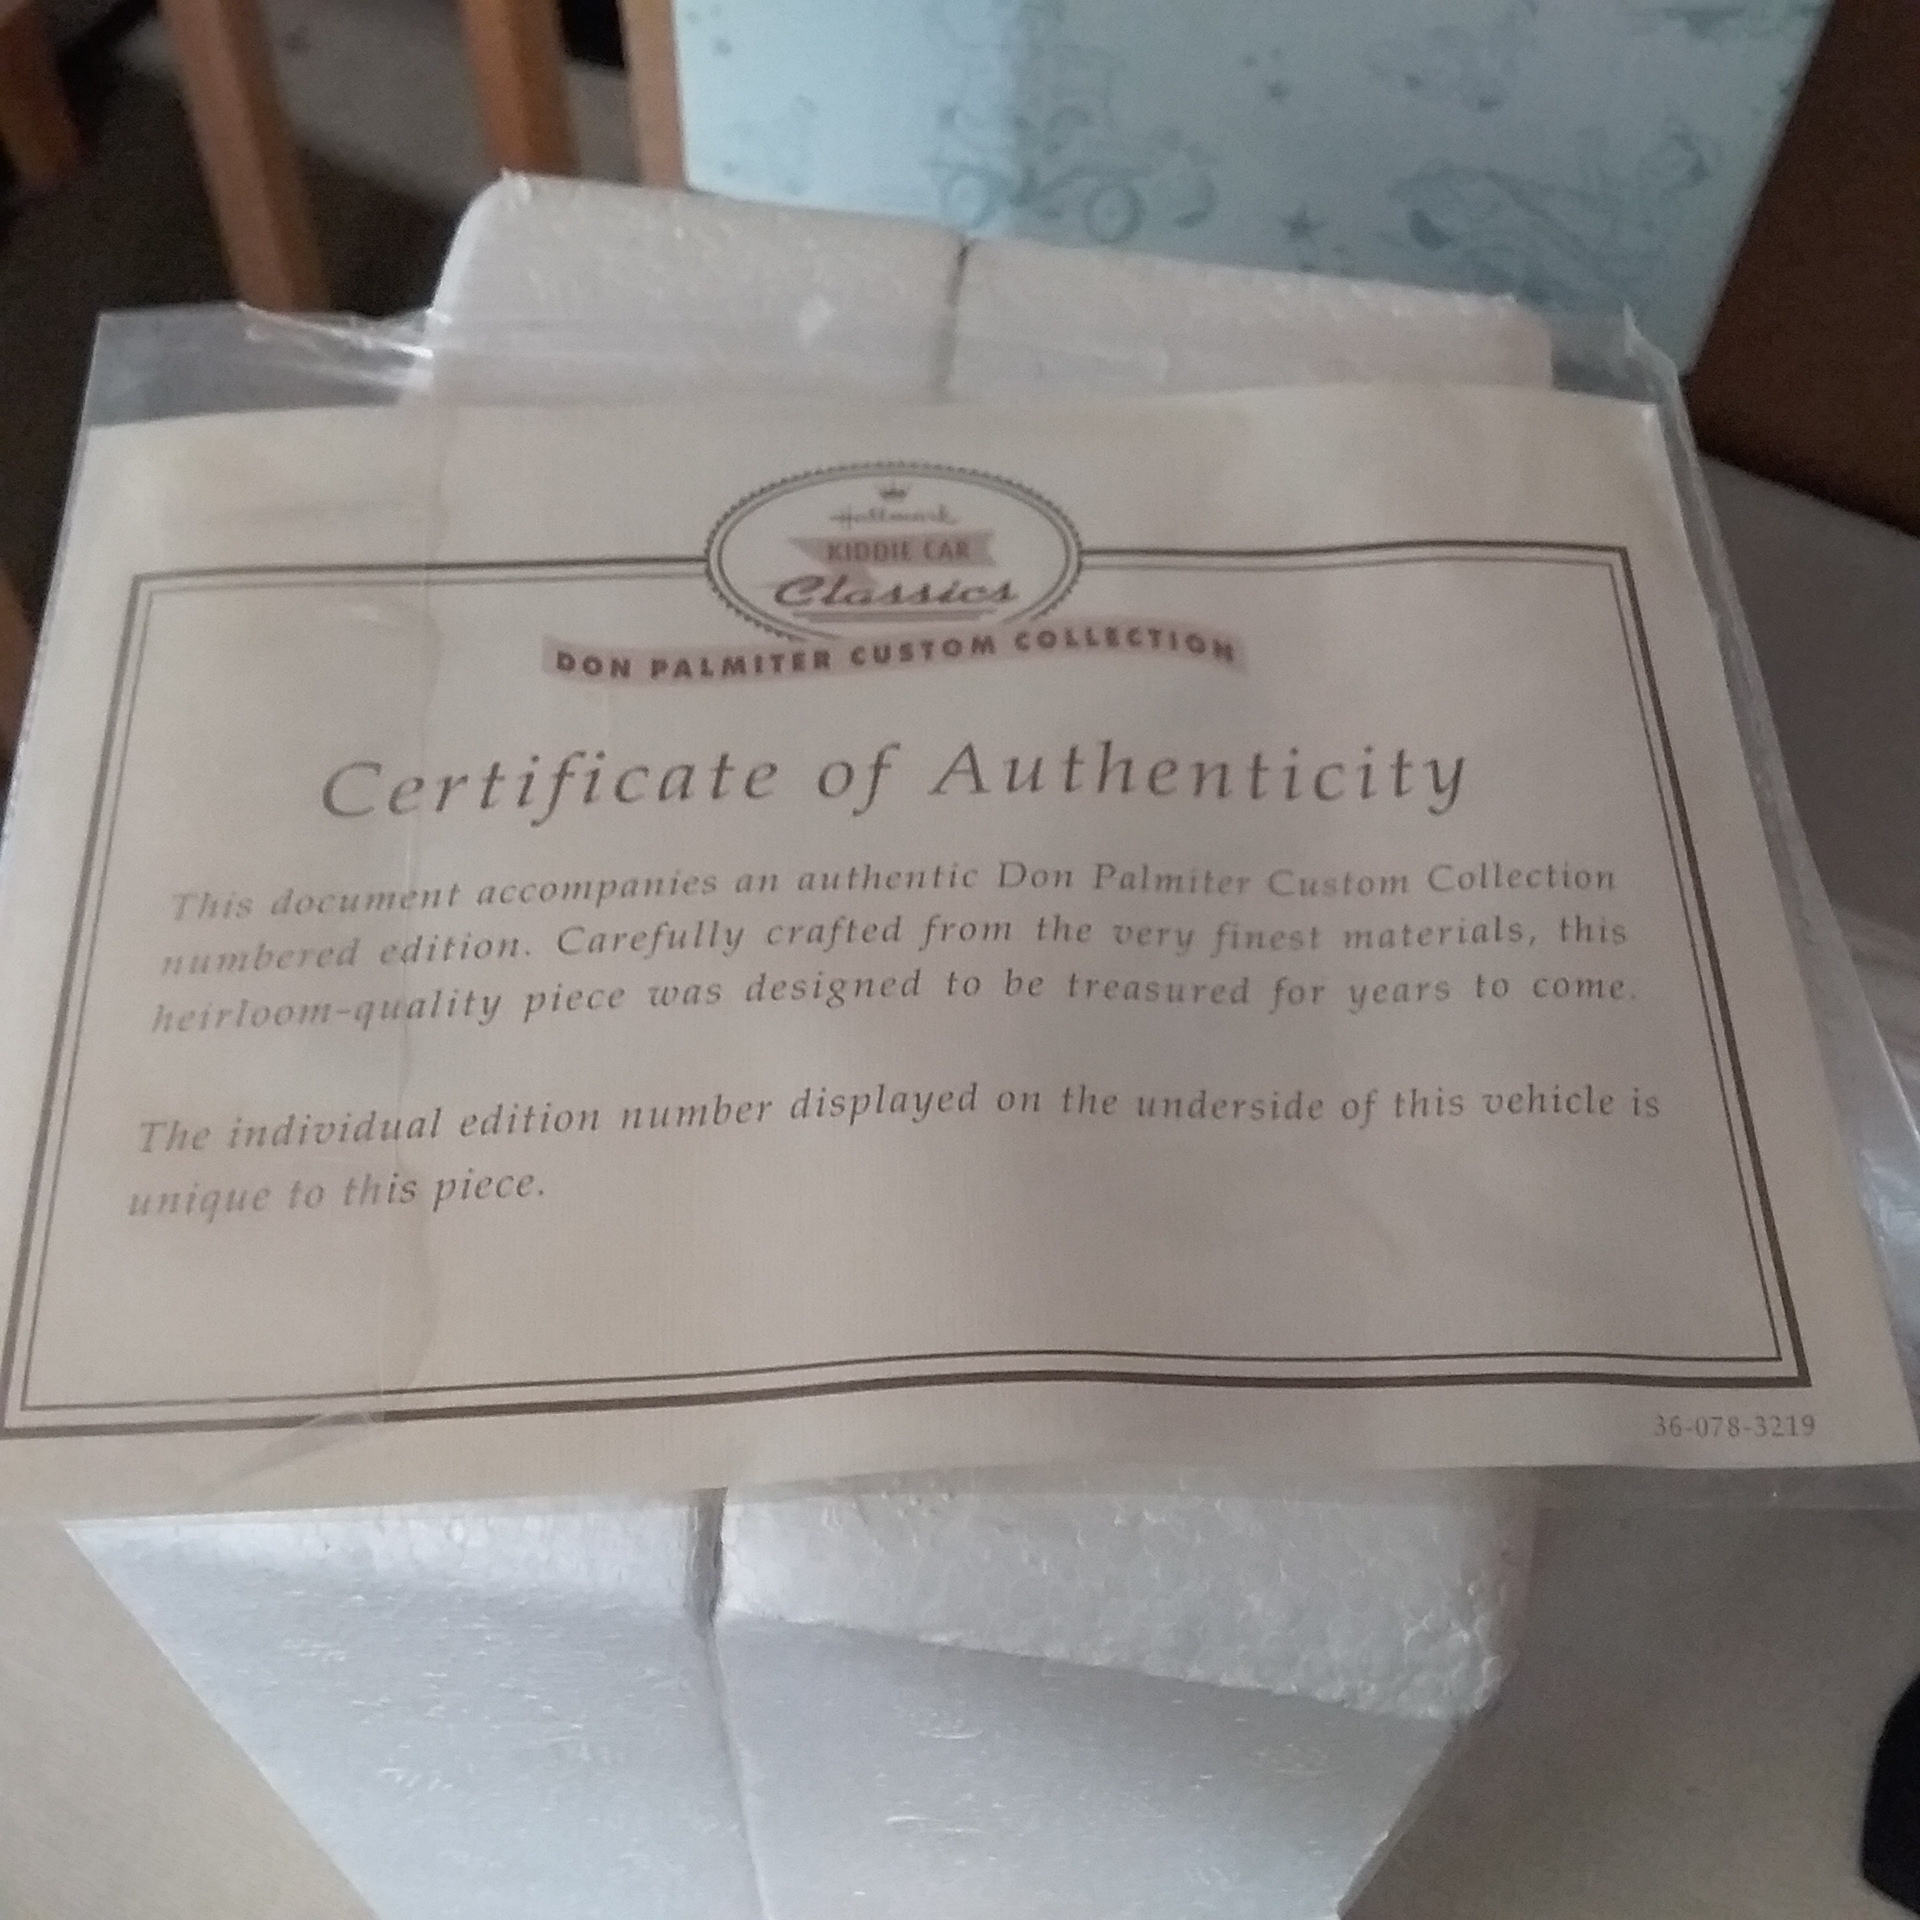 Hallmark
KIDDIE CAR
Classics
DON PALMITER CUSTOM COLLECTION
Certificate of Authenticity
This document accompanies an authentic Don Palmiter Custom Collection
numbered edition. Carefully crafted from the very finest materials, this
heirloom-quality piece was designed to be treasured for years to come.
The individual edition number displayed on the underside of this vehicle is
unique to this piece.
36-078-3219